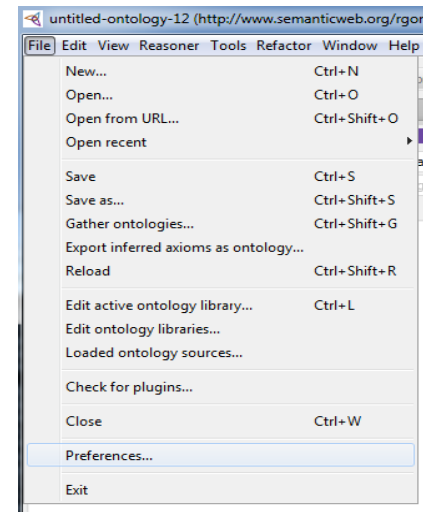 untitled-ontology-12 (http://www.semanticweb.org/rgor
File Edit View Reasoner Tools Refactor Window Help
New... Ctrl+N
Open... Ctrl+O
Open from URL... Ctrl+Shift+O
Open recent
Save Ctrl+S
Save as... Ctrl+Shift+S
Gather ontologies... Ctrl+Shift+G
Export inferred axioms as ontology...
Reload Ctrl+Shift+R
Edit active ontology library... Ctrl+L
Edit ontology libraries...
Loaded ontology sources...
Check for plugins...
Close Ctrl+W
Preferences...
Exit